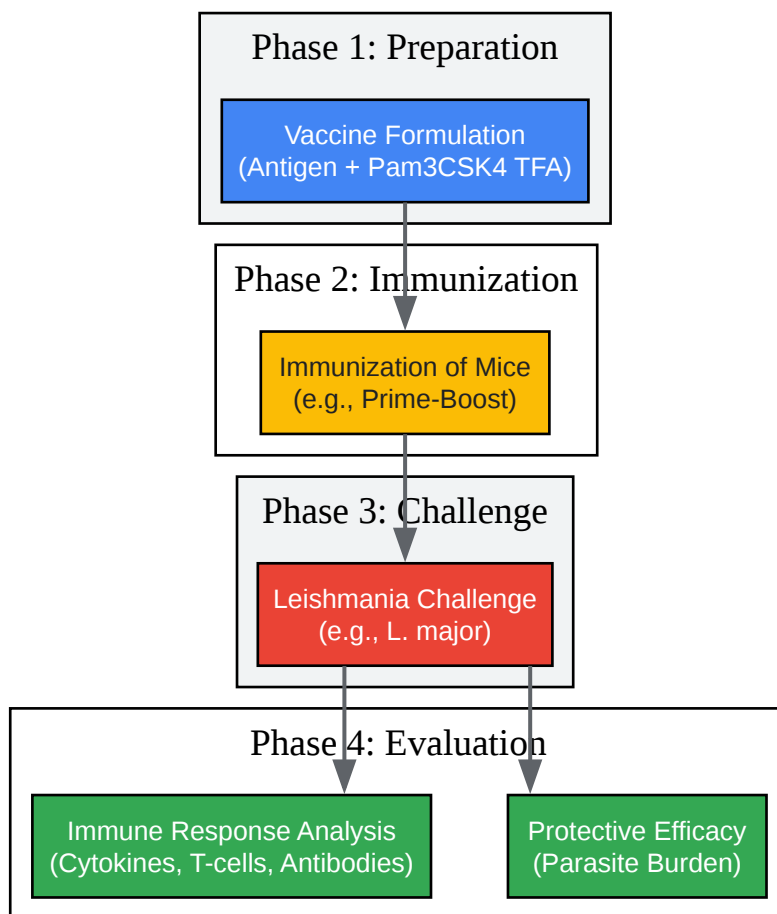 Phase 1: Preparation
Vaccine Formulation
(Antigen + Pam3CSK4 TFA)
Phase 2: Immunization
Immunization of Mice
(e.g., Prime-Boost)
Phase 3: Challenge
Leishmania Challenge
(e.g., L. major)
Phase 4: Evaluation
Immune Response Analysis
(Cytokines, T-cells, Antibodies)
Protective Efficacy
(Parasite Burden)